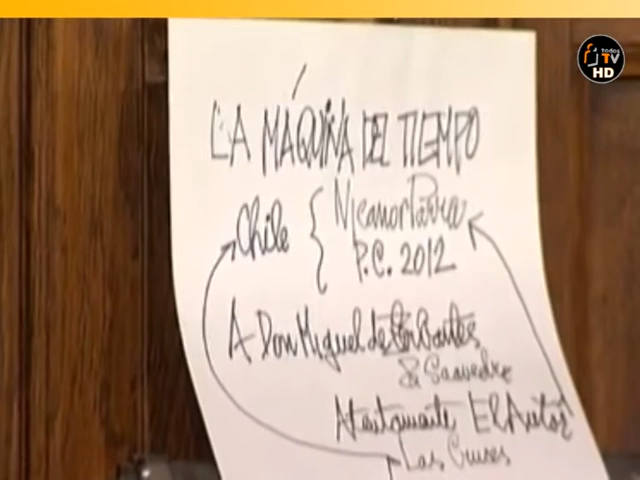 todos
TV
HD
LA MÁQUINA DEL TIEMPO
Chile { Nicanor Parra
P.C. 2012
A Don Miguel de Cervantes
& Saavedra
Atentamente El Autor
Las Cruces